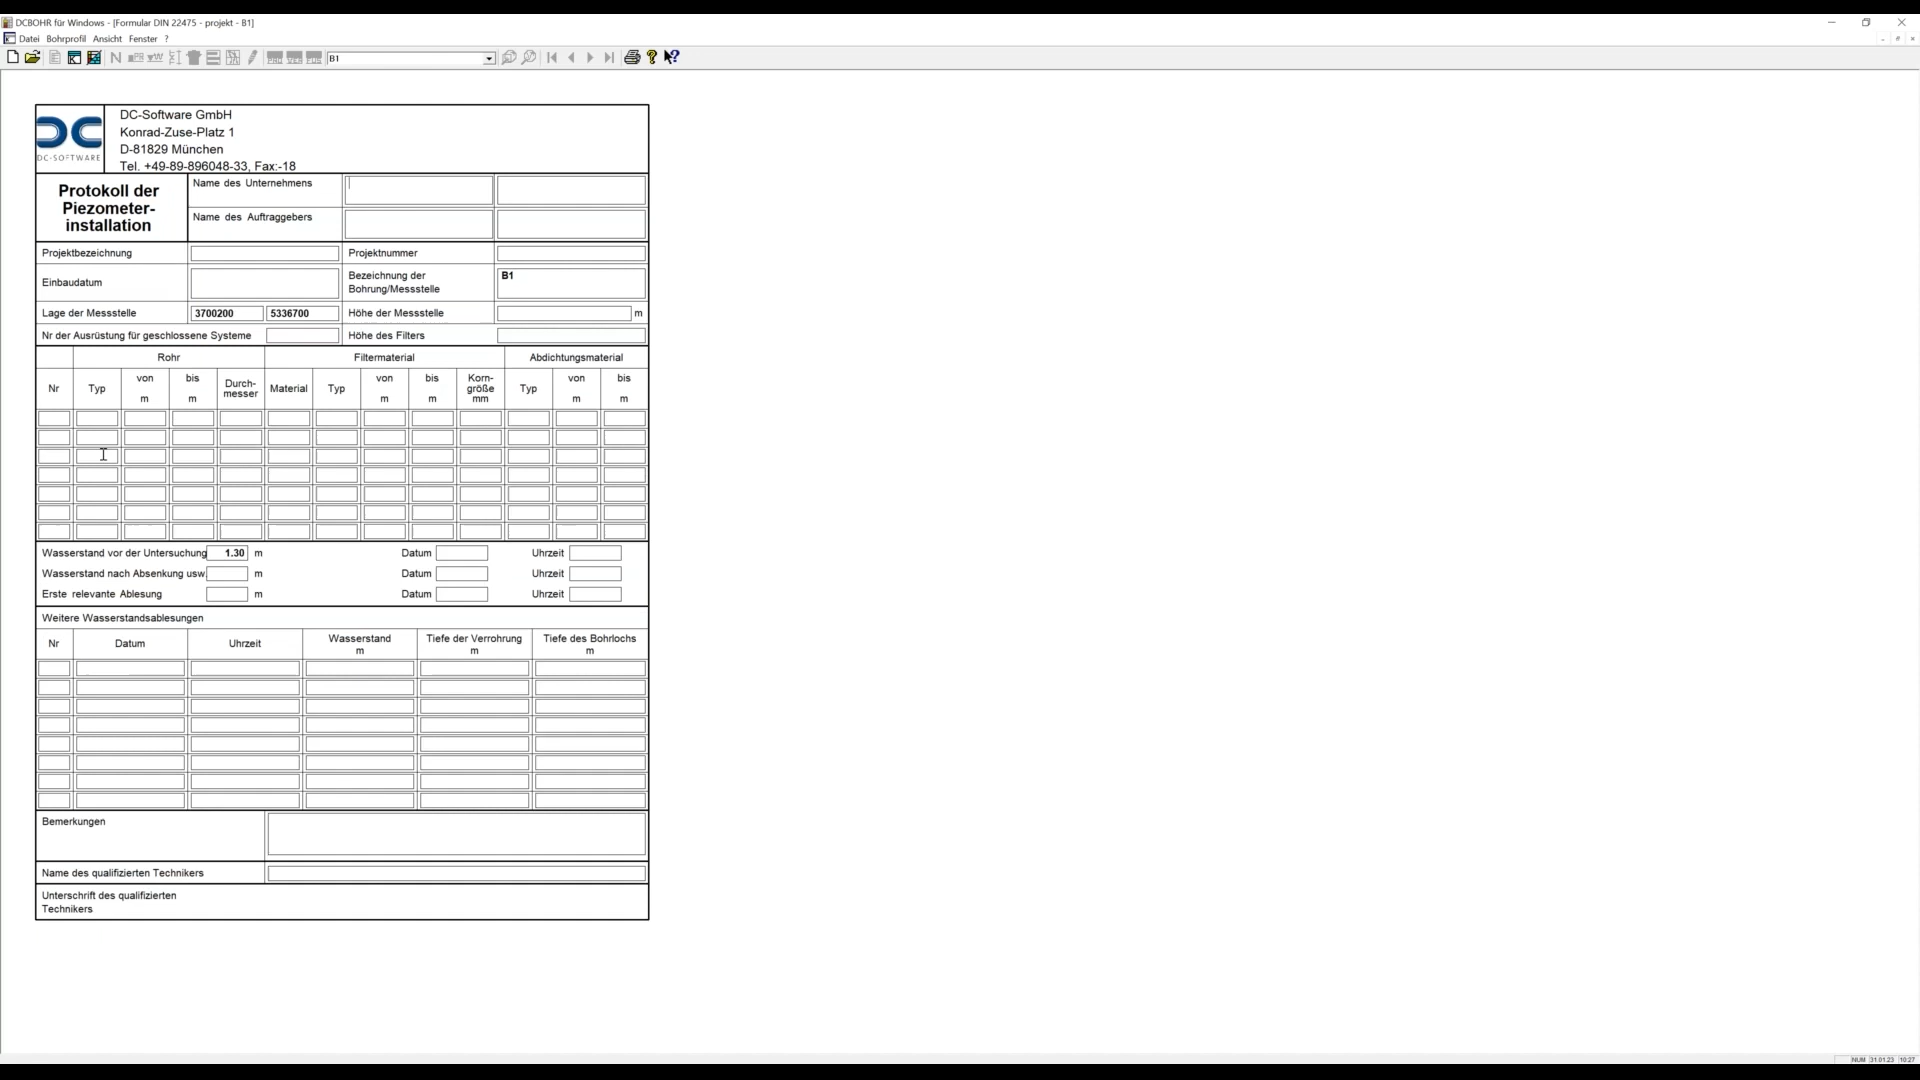 DCBOHR für Windows - [Formular DIN 22475 - projekt - B1]
Datei Bohrprofil Ansicht Fenster ?
B1
DC-SOFTWARE
DC-Software GmbH
Konrad-Zuse-Platz 1
D-81829 München
Tel. +49-89-896048-33, Fax:-18
Protokoll der
Piezometer-
installation
Name des Unternehmens
Name des Auftraggebers
Projektbezeichnung
Projektnummer
Einbaudatum
Bezeichnung der
Bohrung/Messstelle
B1
Lage der Messstelle 3700200 5336700 Höhe der Messstelle m
Nr der Ausrüstung für geschlossene Systeme Höhe des Filters
Rohr Filtermaterial Abdichtungsmaterial
Nr
Typ
von
m
bis
m
Durch-
messer
Material
Typ
von
m
bis
m
Korn-
größe
mm
Typ
von
m
bis
m
Wasserstand vor der Untersuchung 1.30 m Datum Uhrzeit
Wasserstand nach Absenkung usw. m Datum Uhrzeit
Erste relevante Ablesung m Datum Uhrzeit
Weitere Wasserstandsablesungen
Nr
Datum
Uhrzeit
Wasserstand
m
Tiefe der Verrohrung
m
Tiefe des Bohrlochs
m
Bemerkungen
Name des qualifizierten Technikers
Unterschrift des qualifizierten
Technikers
NUM 31.01.23 10:27